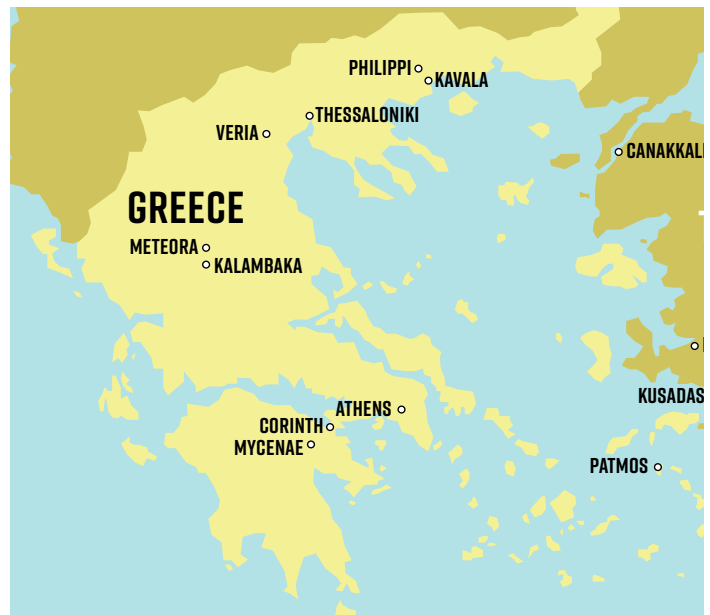 PHILIPPI
KAVALA
THESSALONIKI
VERIA
CANAKKAL
GREECE
METEORA
KALAMBAKA
KUSADAS
ATHENS
CORINTH
MYCENAE
PATMOS